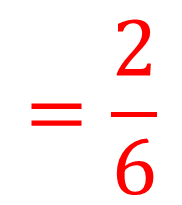 = 2/6